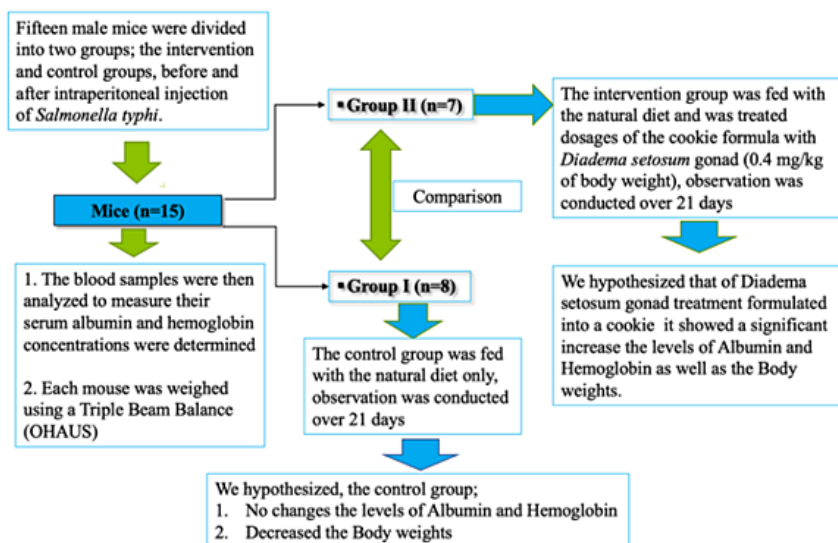 Fifteen male mice were divided
into two groups; the intervention
and control groups, before and
after intraperitoneal injection
of Salmonella typhi.
Mice (n=15)
1. The blood samples were then
analyzed to measure their
serum albumin and hemoglobin
concentrations were determined
2. Each mouse was weighed
using a Triple Beam Balance
(OHAUS)
▪ Group II (n=7)
Comparison
▪ Group I (n=8)
The control group was fed
with the natural diet only,
observation was conducted
over 21 days
The intervention group was fed with
the natural diet and was treated
dosages of the cookie formula with
Diadema setosum gonad (0.4 mg/kg
of body weight), observation was
conducted over 21 days
We hypothesized that of Diadema
setosum gonad treatment formulated
into a cookie it showed a significant
increase the levels of Albumin and
Hemoglobin as well as the Body
weights.
We hypothesized, the control group;
1. No changes the levels of Albumin and Hemoglobin
2. Decreased the Body weights